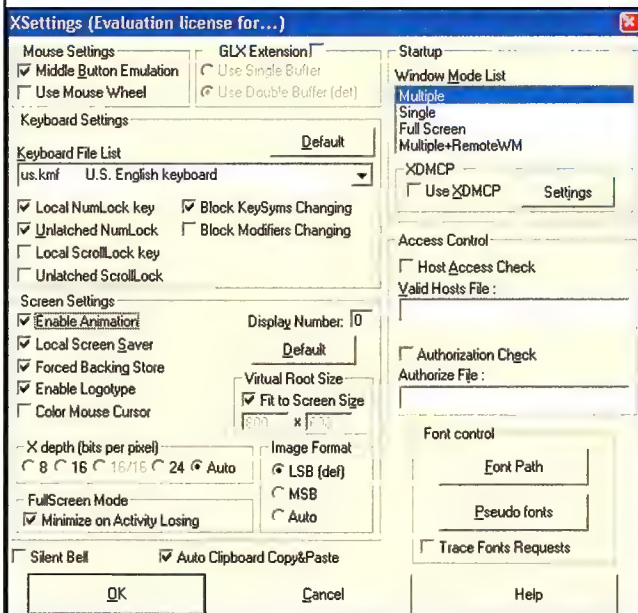 XSettings (Evaluation license for...)
Mouse Settings
Middle Button Emulation
Use Mouse Wheel
GLX Extension
Use Single Buffer
Use Double Buffer (def)
Keyboard Settings
Default
Keyboard File List
us.kmf U.S. English keyboard
Local NumLock key
Block KeySyms Changing
Unlatched NumLock
Block Modifiers Changing
Local ScrollLock key
Unlatched ScrollLock
Screen Settings
Enable Animation
Display Number: 0
Local Screen Saver
Default
Forced Backing Store
Enable Logotype
Color Mouse Cursor
Virtual Root Size
Fit to Screen Size
x
X depth (bits per pixel)
8 16 16/16 24 Auto
Image Format
LSB (def)
MSB
Auto
FullScreen Mode
Minimize on Activity Losing
Startup
Window Mode List
Multiple
Single
Full Screen
Multiple+RemoteWM
XDMCP
Use XDMCP
Settings
Access Control
Host Access Check
Valid Hosts File :
Authorization Check
Authorize File :
Font control
Font Path
Pseudo fonts
Trace Fonts Requests
Silent Bell
Auto Clipboard Copy&Paste
OK
Cancel
Help